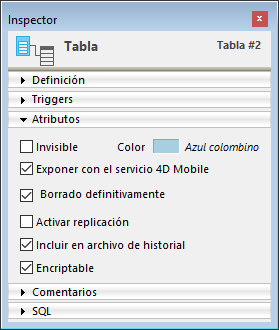 Inspector
x
Tabla
Tabla #2
Definición
Triggers
Atributos
Invisible Color Azul colombino
Exponer con el servicio 4D Mobile
Borrado definitivamente
Activar replicación
Incluir en archivo de historial
Encriptable
Comentarios
SQL